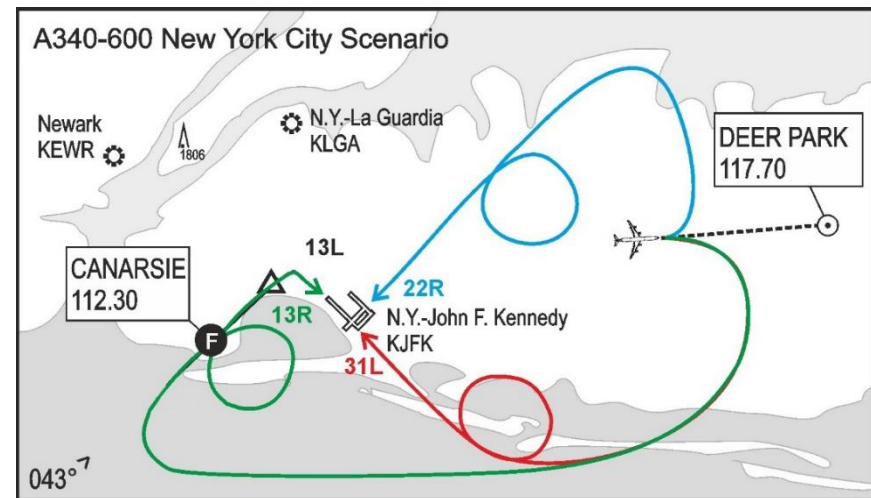 A340-600 New York City Scenario
Newark
KEWR
1806
N.Y.-La Guardia
KLGA
DEER PARK
117.70
CANARSIE
112.30
13L
13R
22R
N.Y.-John F. Kennedy
KJFK
31L
F
043°